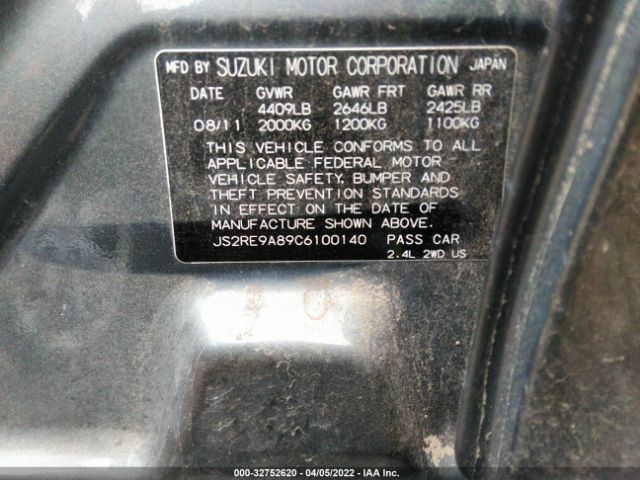 MFD BY SUZUKI MOTOR CORPORATION JAPAN
DATE GVWR GAWR FRT GAWR RR
4409LB 2646LB 2425LB
08/11 2000KG 1200KG 1100KG
THIS VEHICLE CONFORMS TO ALL
APPLICABLE FEDERAL MOTOR
VEHICLE SAFETY, BUMPER AND
THEFT PREVENTION STANDARDS
IN EFFECT ON THE DATE OF
MANUFACTURE SHOWN ABOVE.
JS2RE9A89C6100140 PASS CAR
2.4L 2WD US
000-32752620 - 04/05/2022 - IAA Inc.